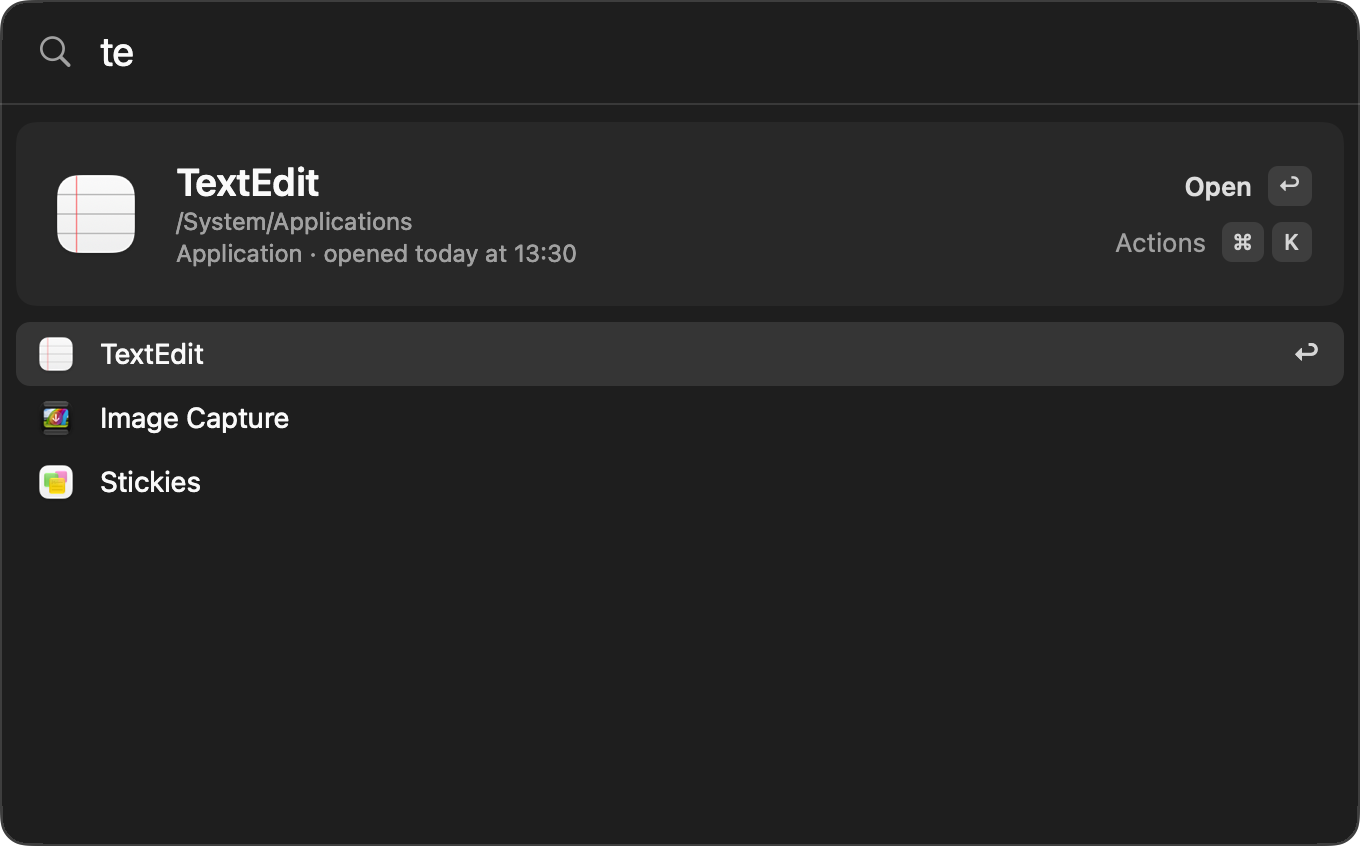 te
TextEdit
/System/Applications
Application · opened today at 13:30
Open ↩
Actions ⌘ K
TextEdit ↩
Image Capture
Stickies